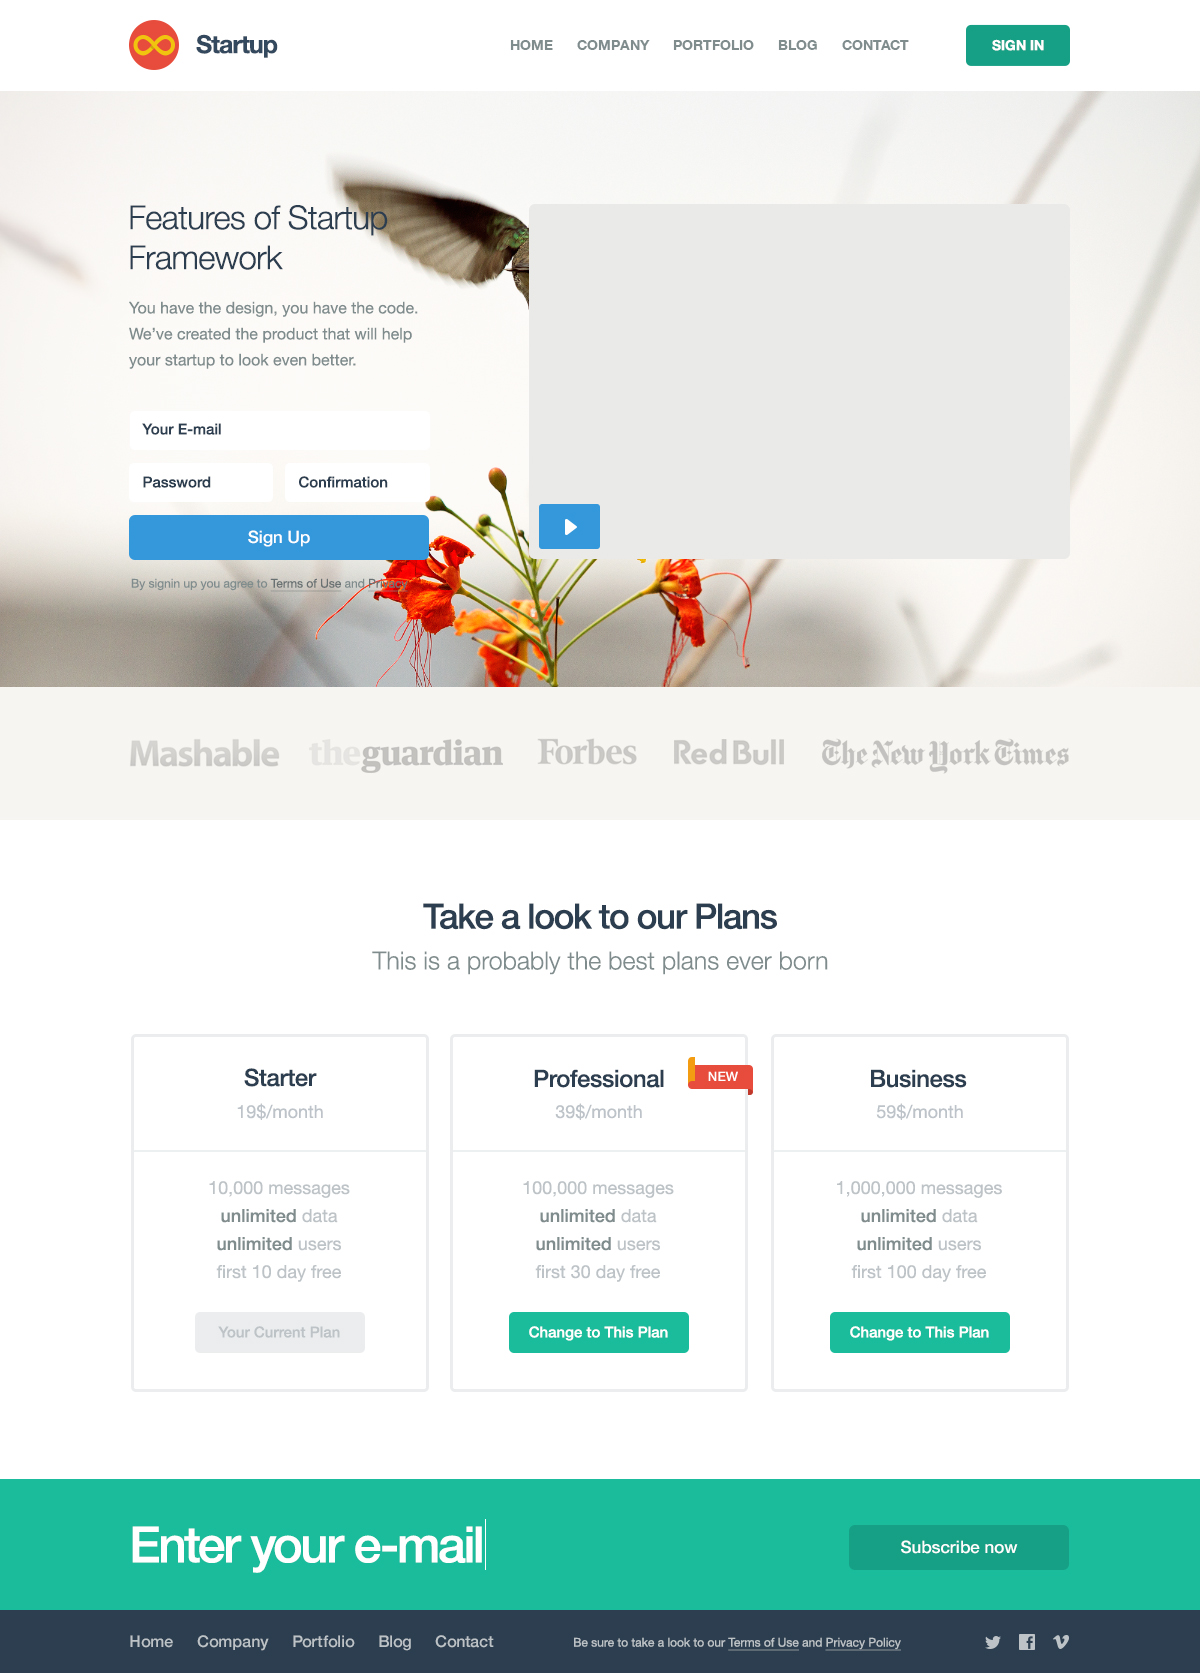 Startup
HOME COMPANY PORTFOLIO BLOG CONTACT
SIGN IN
Features of Startup
Framework
You have the design, you have the code.
We've created the product that will help
your startup to look even better.
Your E-mail
Password
Confirmation
Sign Up
By signin up you agree to Terms of Use and Privacy
Mashable
theguardian
Forbes
Red Bull
The New York Times
Take a look to our Plans
This is a probably the best plans ever born
Starter
19$/month
10,000 messages
unlimited data
unlimited users
first 10 day free
Your Current Plan
Professional
NEW
39$/month
100,000 messages
unlimited data
unlimited users
first 30 day free
Change to This Plan
Business
59$/month
1,000,000 messages
unlimited data
unlimited users
first 100 day free
Change to This Plan
Enter your e-mail
Subscribe now
Home Company Portfolio Blog Contact
Be sure to take a look to our Terms of Use and Privacy Policy